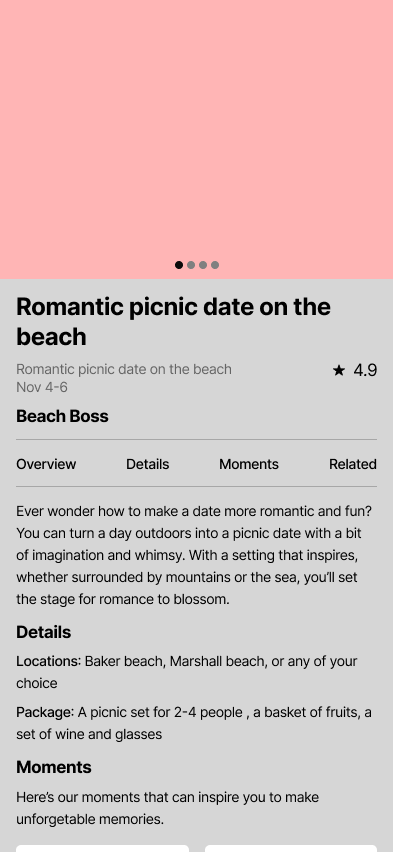 Romantic picnic date on the
beach
Romantic picnic date on the beach
★ 4.9
Nov 4-6
Beach Boss
Overview Details Moments Related
Ever wonder how to make a date more romantic and fun?
You can turn a day outdoors into a picnic date with a bit
of imagination and whimsy. With a setting that inspires,
whether surrounded by mountains or the sea, you’ll set
the stage for romance to blossom.
Details
Locations: Baker beach, Marshall beach, or any of your
choice
Package: A picnic set for 2-4 people , a basket of fruits, a
set of wine and glasses
Moments
Here’s our moments that can inspire you to make
unforgetable memories.